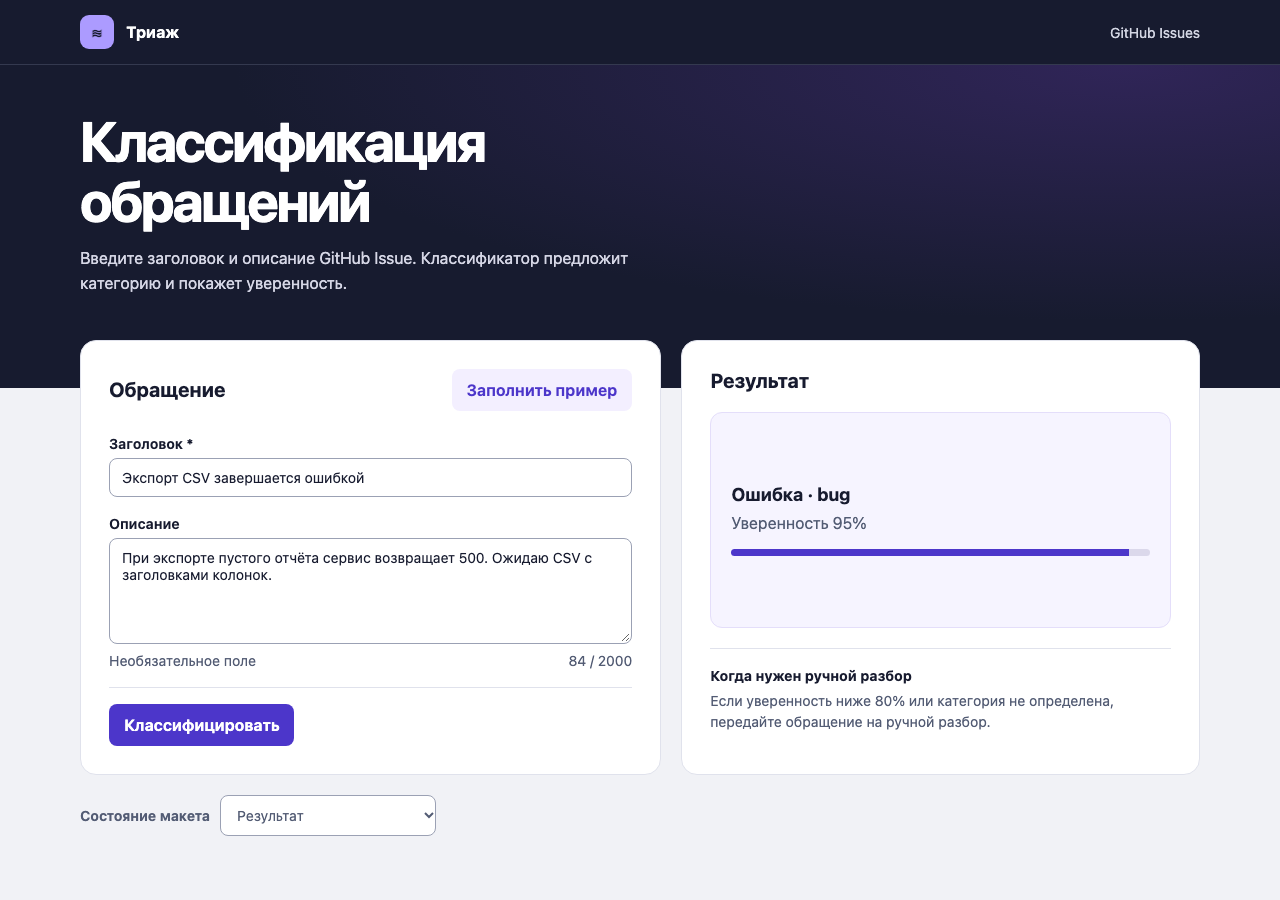 ≋ Триаж
GitHub Issues
Классификация
обращений
Введите заголовок и описание GitHub Issue. Классификатор предложит
категорию и покажет уверенность.
Обращение
Заполнить пример
Заголовок *
Экспорт CSV завершается ошибкой
Описание
При экспорте пустого отчёта сервис возвращает 500. Ожидаю CSV с
заголовками колонок.
Необязательное поле
84 / 2000
Классифицировать
Результат
Ошибка · bug
Уверенность 95%
Когда нужен ручной разбор
Если уверенность ниже 80% или категория не определена,
передайте обращение на ручной разбор.
Состояние макета
Результат